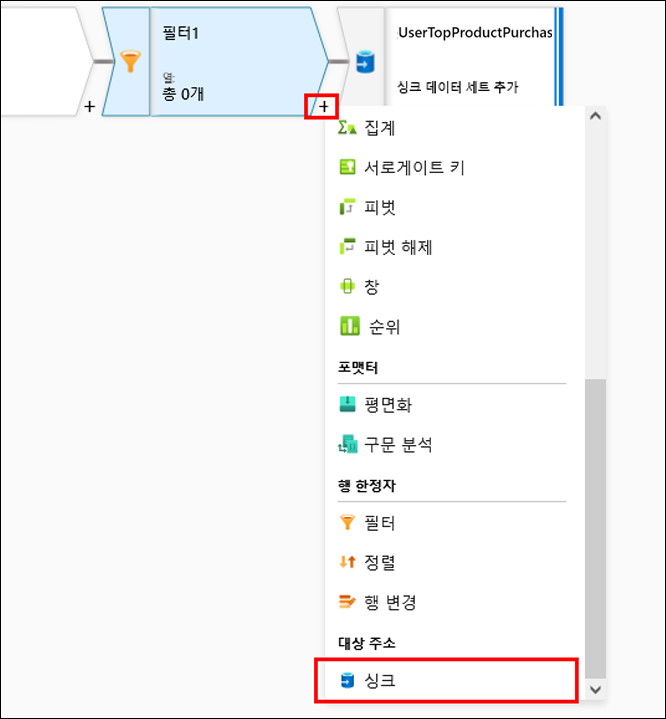 필터1
열:
총 0개
+
+
UserTopProductPurchas
싱크 데이터 세트 추가
집계
서로게이트 키
피벗
피벗 해제
창
순위
포맷터
평면화
구문 분석
행 한정자
필터
정렬
행 변경
대상 주소
싱크